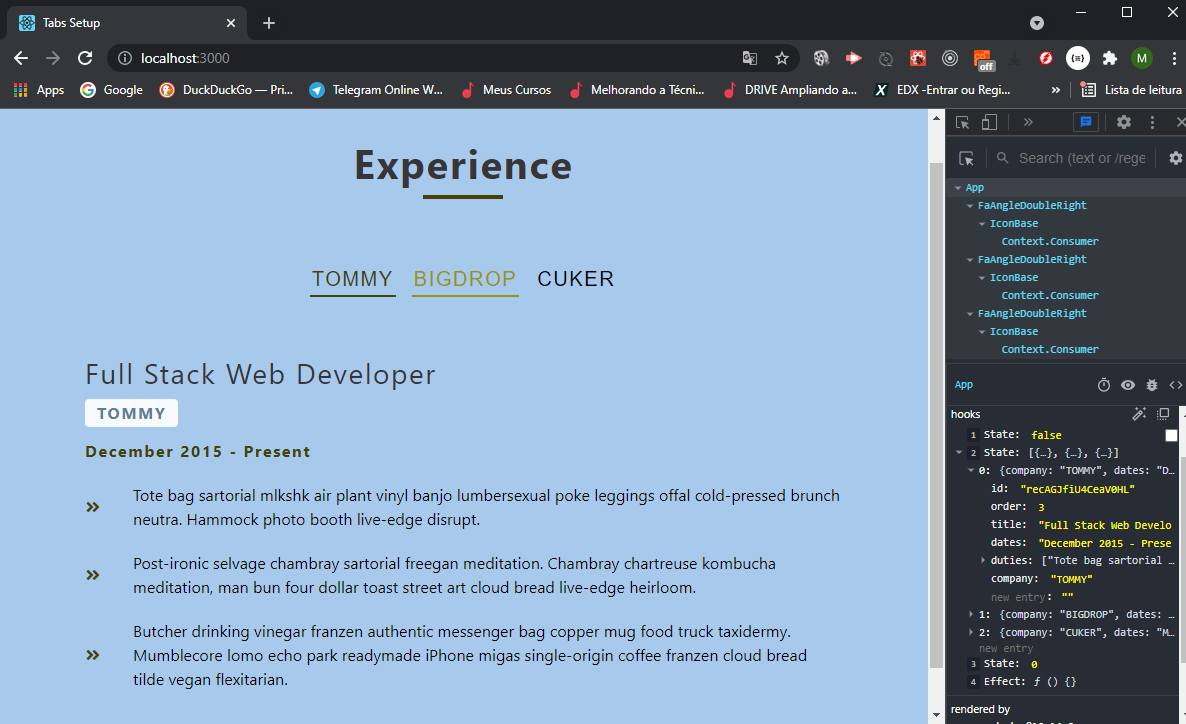 Tabs Setup
localhost:3000
off
M
Apps
Google
DuckDuckGo — Pri...
Telegram Online W...
Meus Cursos
Melhorando a Técni...
DRIVE Ampliando a...
EDX -Entrar ou Regi...
»
Lista de leitura
Experience
TOMMY BIGDROP CUKER
Full Stack Web Developer
TOMMY
December 2015 - Present
Tote bag sartorial mlkshk air plant vinyl banjo lumbersexual poke leggings offal cold-pressed brunch
neutra. Hammock photo booth live-edge disrupt.
Post-ironic selvage chambray sartorial freegan meditation. Chambray chartreuse kombucha
meditation, man bun four dollar toast street art cloud bread live-edge heirloom.
Butcher drinking vinegar franzen authentic messenger bag copper mug food truck taxidermy.
Mumblecore lomo echo park readymade iPhone migas single-origin coffee franzen cloud bread
tilde vegan flexitarian.
Search (text or /rege
App
FaAngleDoubleRight
IconBase
Context.Consumer
FaAngleDoubleRight
IconBase
Context.Consumer
FaAngleDoubleRight
IconBase
Context.Consumer
App
hooks
1 State: false
2 State: [{…}, {…}, {…}]
0: {company: "TOMMY", dates: "D…
id: "recAGJfiU4CeaV0HL"
order: 3
title: "Full Stack Web Develo
dates: "December 2015 - Prese
duties: ["Tote bag sartorial …
company: "TOMMY"
new entry: ""
1: {company: "BIGDROP", dates: …
2: {company: "CUKER", dates: "M…
new entry
3 State: 0
4 Effect: ƒ () {}
rendered by